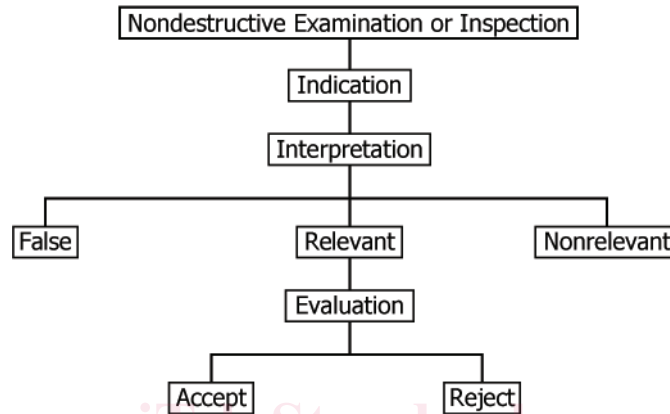 Nondestructive Examination or Inspection
Indication
Interpretation
False Relevant Nonrelevant
Evaluation
Accept Reject